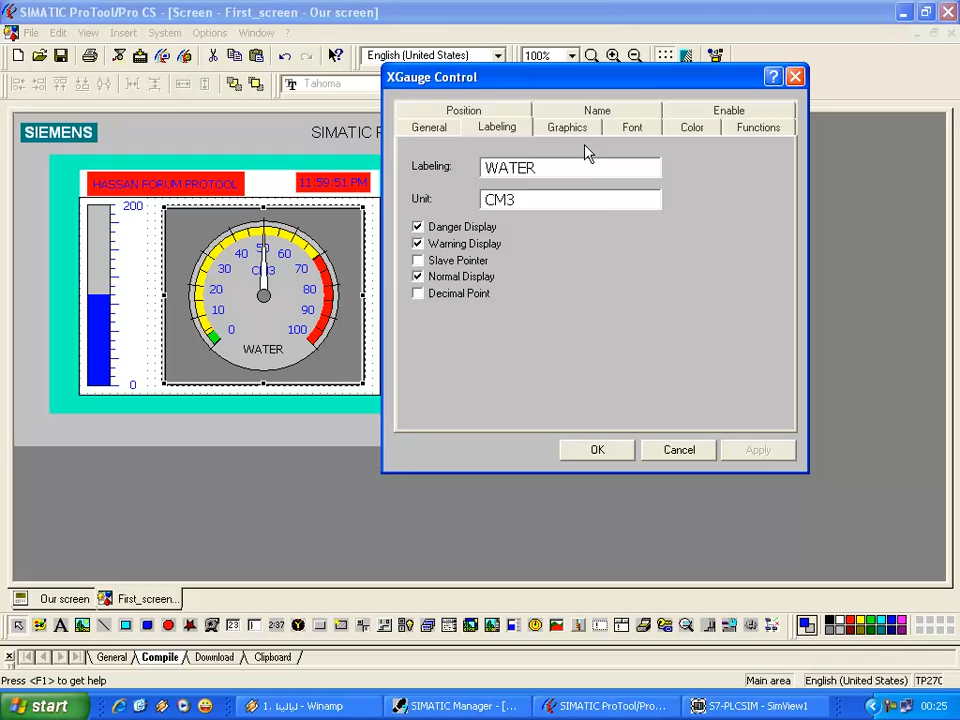 SIMATIC ProTool/Pro CS - [Screen - First_screen - Our screen]
File Edit View Insert System Options Window ?
English (United States) 100%
Tahoma
XGauge Control
Position Name Enable
General Labeling Graphics Font Color Functions
Labeling: WATER
Unit: CM3
Danger Display
Warning Display
Slave Pointer
Normal Display
Decimal Point
OK Cancel Apply
SIEMENS
HASSAN FORUM PROTOOL 11:59:51 PM
200
0
0
10
20
30
40
50
60
70
80
90
100
CM3
WATER
Our screen First_screen...
General Compile Download Clipboard
Press <F1> to get help Main area English (United States)
start
SIMATIC Manager - [... SIMATIC ProTool/Pro... S7-PLCSIM - SimView1 00:25